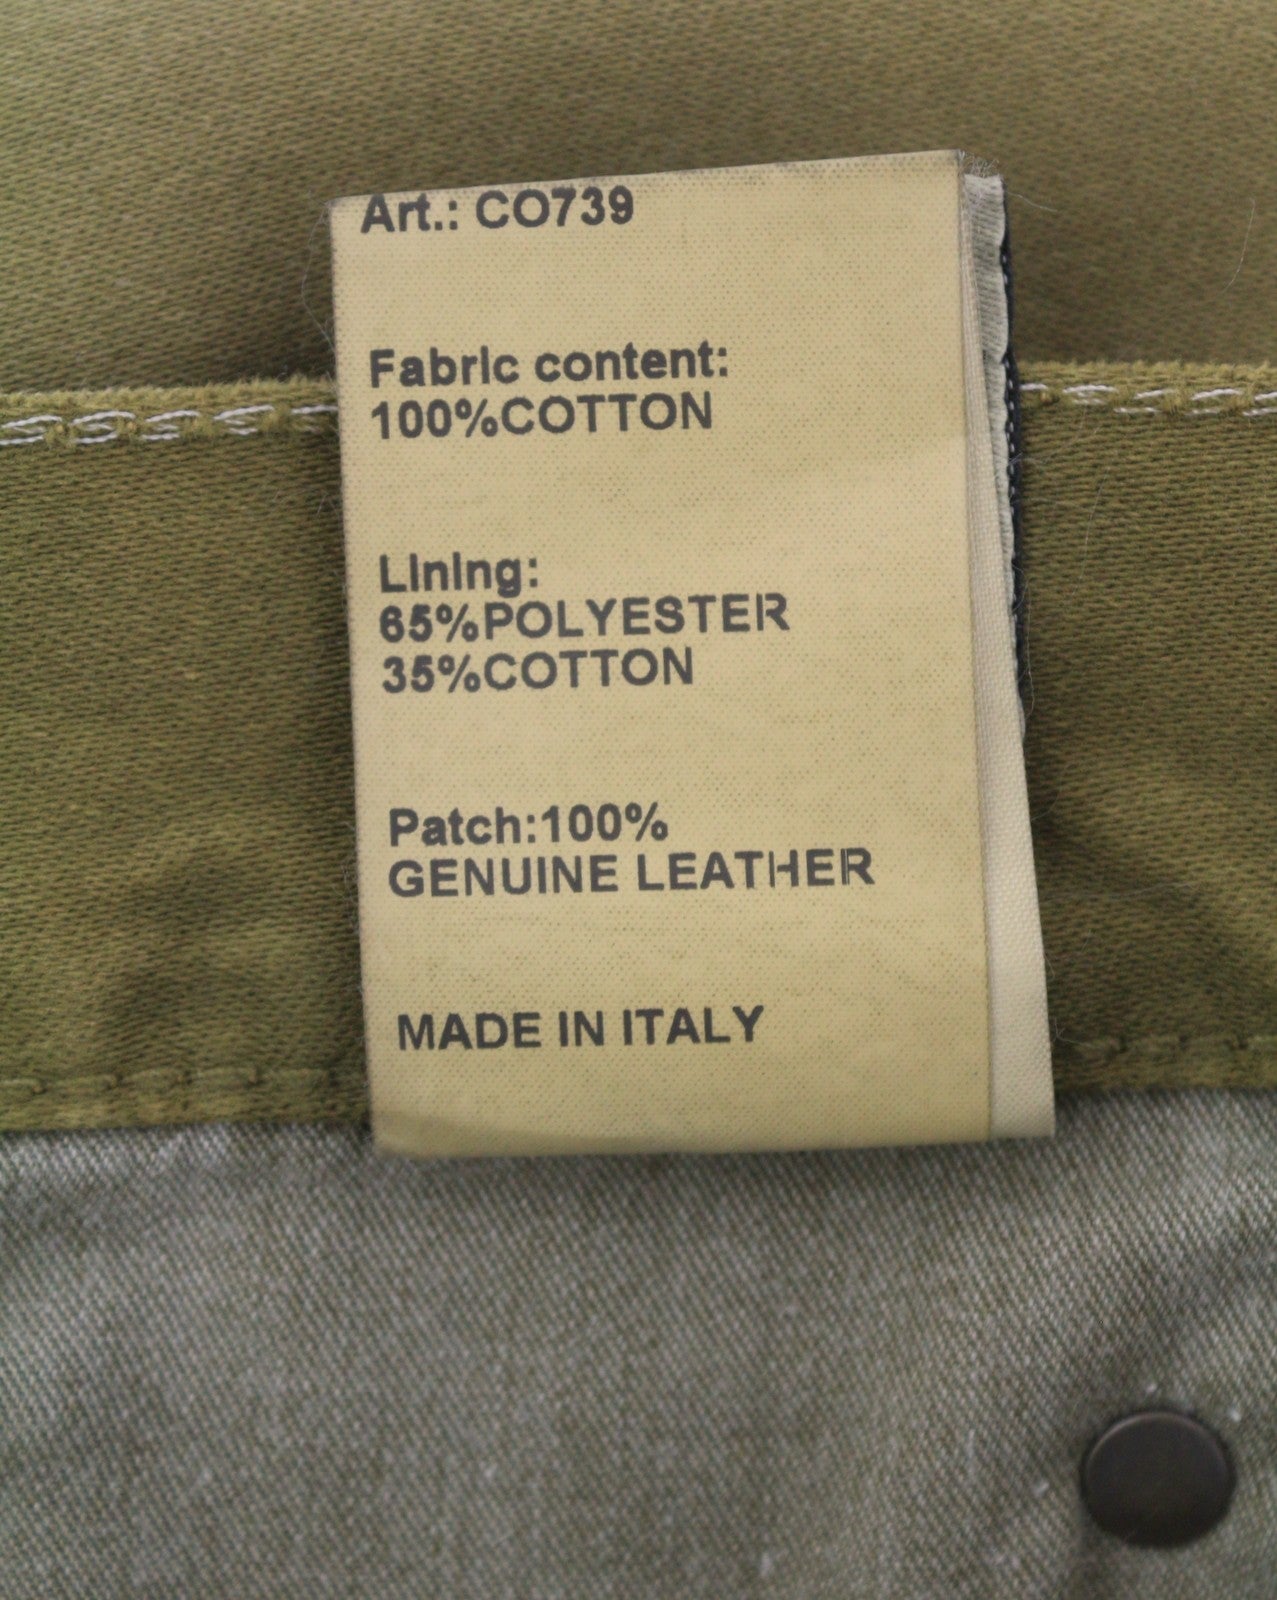 Art.: CO739
Fabric content:
100%COTTON
Lining:
65%POLYESTER
35%COTTON
Patch:100%
GENUINE LEATHER
MADE IN ITALY